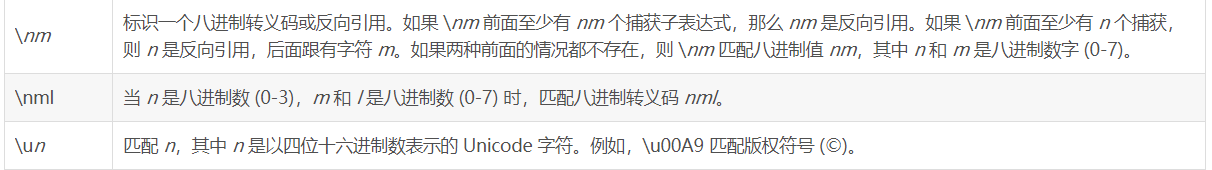 \nm
标识一个八进制转义码或反向引用。如果 \nm 前面至少有 nm 个捕获子表达式，那么 nm 是反向引用。如果 \nm 前面至少有 n 个捕获，
则 n 是反向引用，后面跟有字符 m。如果两种前面的情况都不存在，则 \nm 匹配八进制值 nm，其中 n 和 m 是八进制数字 (0-7)。
\nml
当 n 是八进制数 (0-3)，m 和 l 是八进制数 (0-7) 时，匹配八进制转义码 nml。
\un
匹配 n，其中 n 是以四位十六进制数表示的 Unicode 字符。例如，\u00A9 匹配版权符号 (©)。